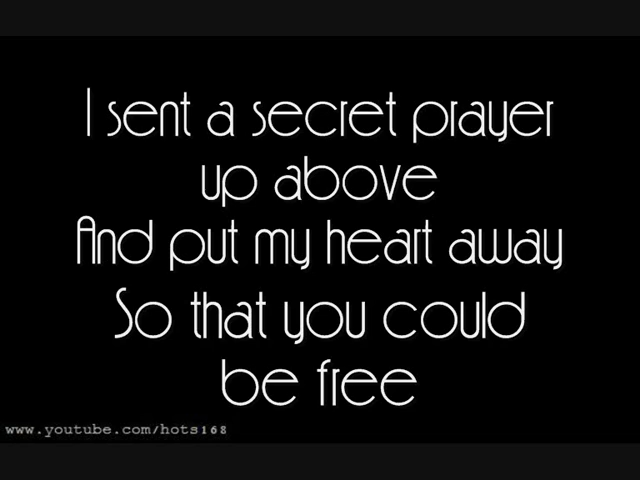 I sent a secret prayer
up above
And put my heart away
So that you could
be free
www.youtube.com/hots168